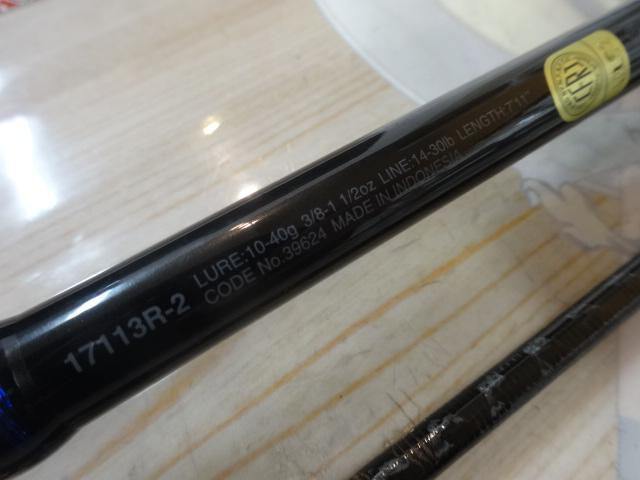 17113R-2
LURE:10-40g 3/8-1 1/2oz LINE:14-30lb LENGTH:7'11"
CODE No.39624 MADE IN INDONESIA